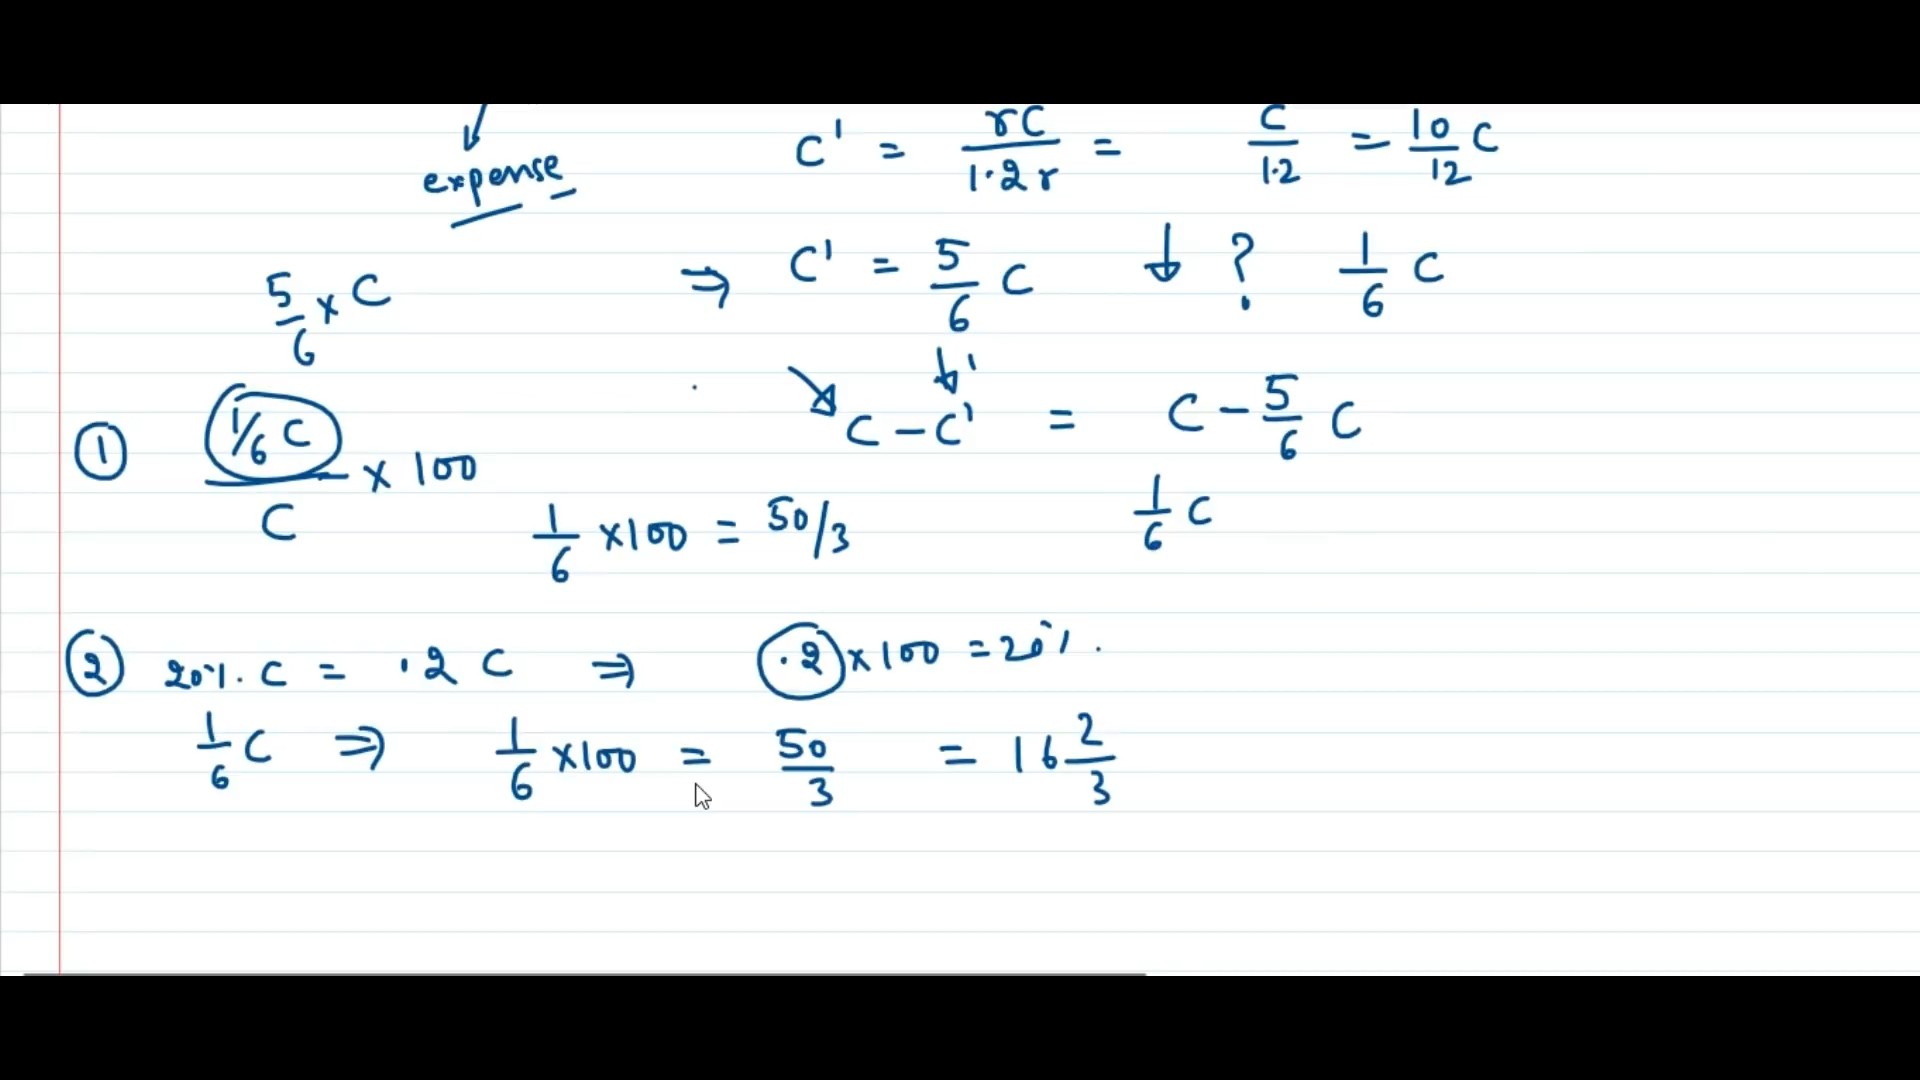 C' = rC / 1.2r = C / 1.2 = 10/12 C
expense
5/6 × C
⇒ C' = 5/6 C ↓ ? 1/6 C
C - C' = C - 5/6 C
① 1/6 C / C × 100
1/6 × 100 = 50/3
1/6 C
② 20%. C = .2 C ⇒ .2 × 100 = 20%.
1/6 C ⇒ 1/6 × 100 = 50/3 = 16 2/3